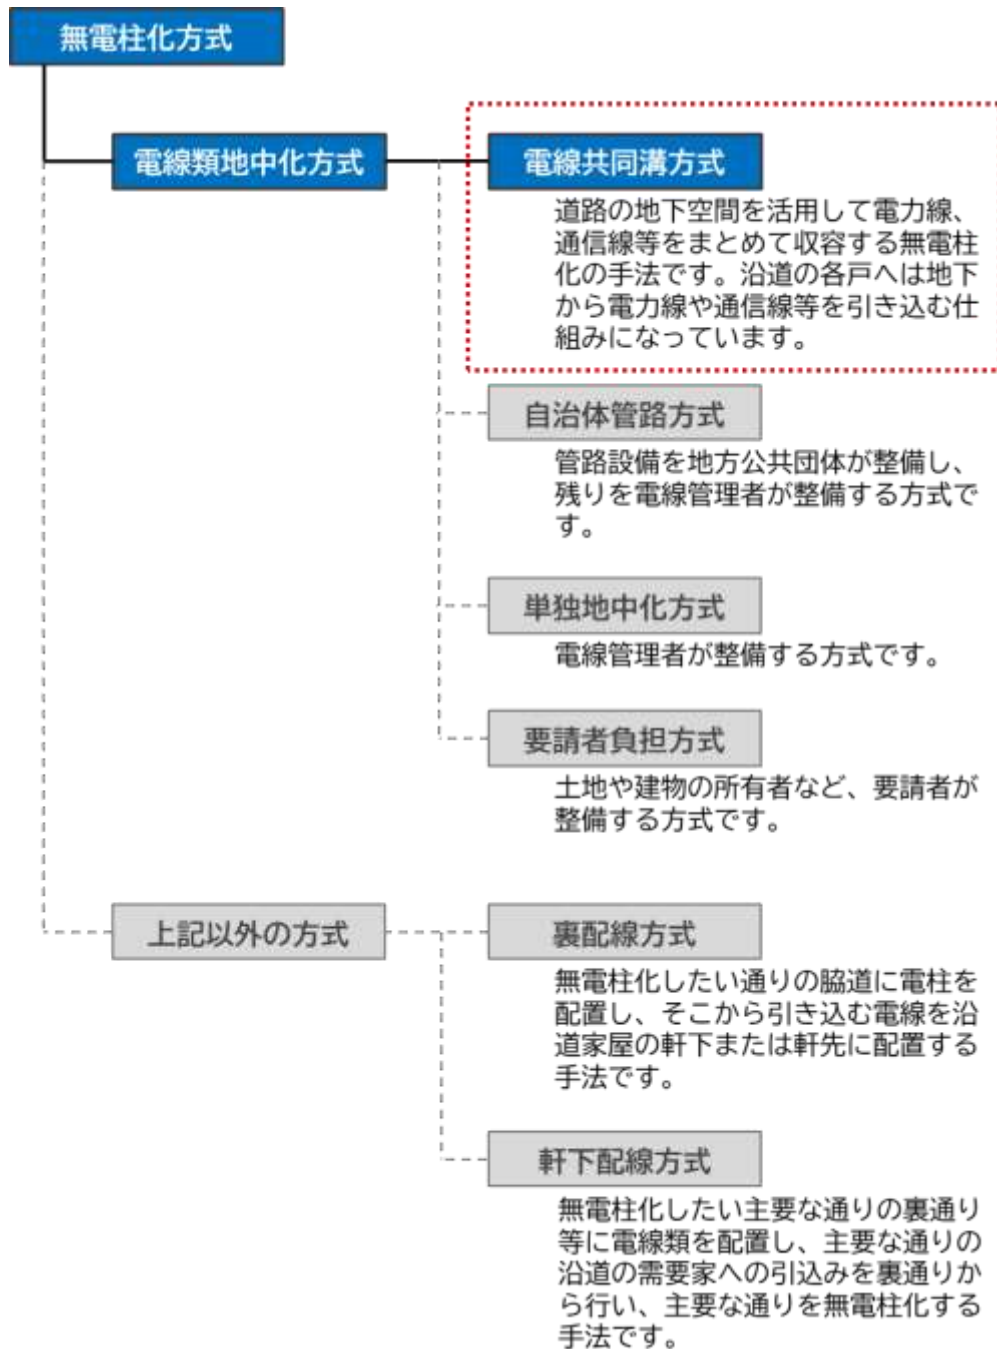 無電柱化方式
電線類地中化方式
電線共同溝方式
道路の地下空間を活用して電力線、
通信線等をまとめて収容する無電柱
化の手法です。沿道の各戸へは地下
から電力線や通信線等を引き込む仕
組みになっています。
自治体管路方式
管路設備を地方公共団体が整備し、
残りを電線管理者が整備する方式で
す。
単独地中化方式
電線管理者が整備する方式です。
要請者負担方式
土地や建物の所有者など、要請者が
整備する方式です。
上記以外の方式
裏配線方式
無電柱化したい通りの脇道に電柱を
配置し、そこから引き込む電線を沿
道家屋の軒下または軒先に配置する
手法です。
軒下配線方式
無電柱化したい主要な通りの裏通り
等に電線類を配置し、主要な通りの
沿道の需要家への引込みを裏通りか
ら行い、主要な通りを無電柱化する
手法です。